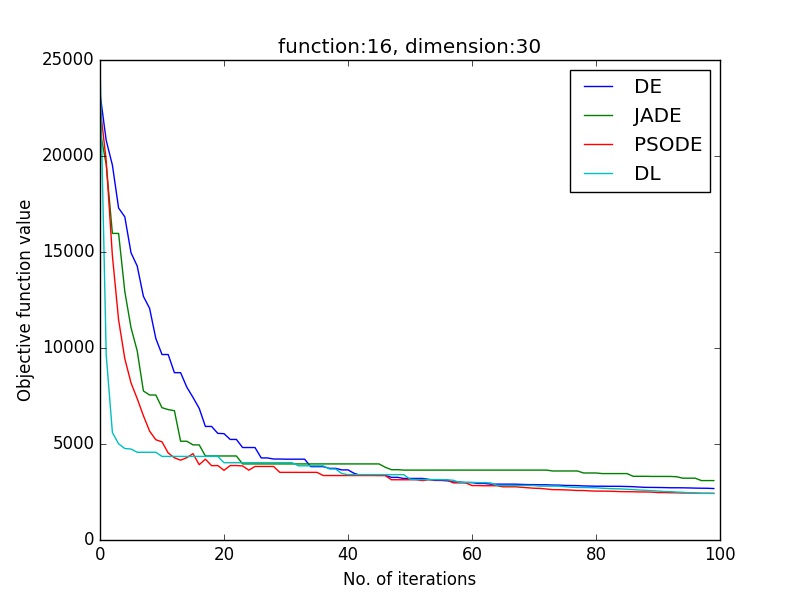 function:16, dimension:30
25000
20000
15000
10000
5000
0
Objective function value
DE
JADE
PSODE
DL
0 20 40 60 80 100
No. of iterations